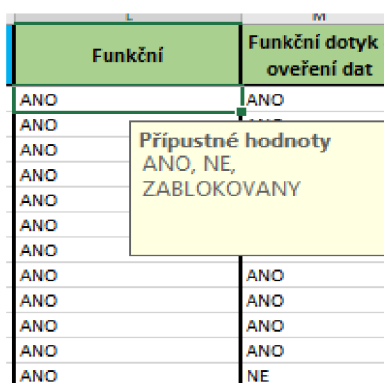 L M
Funkční Funkční dotyk
oveření dat
ANO ANO
ANO
ANO Přípustné hodnoty
ANO ANO, NE,
ANO ZABLOKOVANY
ANO
ANO
ANO ANO
ANO ANO
ANO ANO
ANO ANO
ANO NE